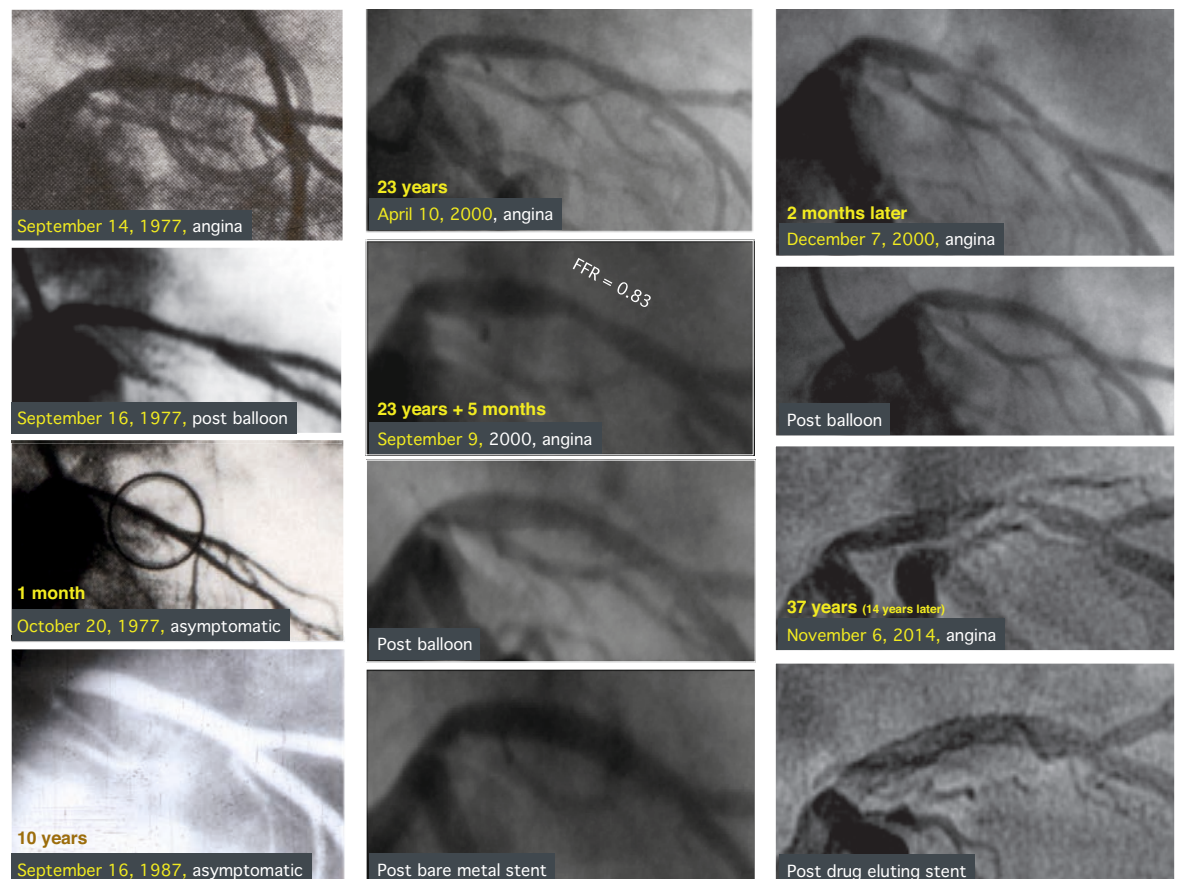 September 14, 1977, angina
September 16, 1977, post balloon
1 month
October 20, 1977, asymptomatic
10 years
September 16, 1987, asymptomatic
23 years
April 10, 2000, angina
FFR = 0.83
23 years + 5 months
September 9, 2000, angina
Post balloon
Post bare metal stent
2 months later
December 7, 2000, angina
Post balloon
37 years (14 years later)
November 6, 2014, angina
Post drug eluting stent